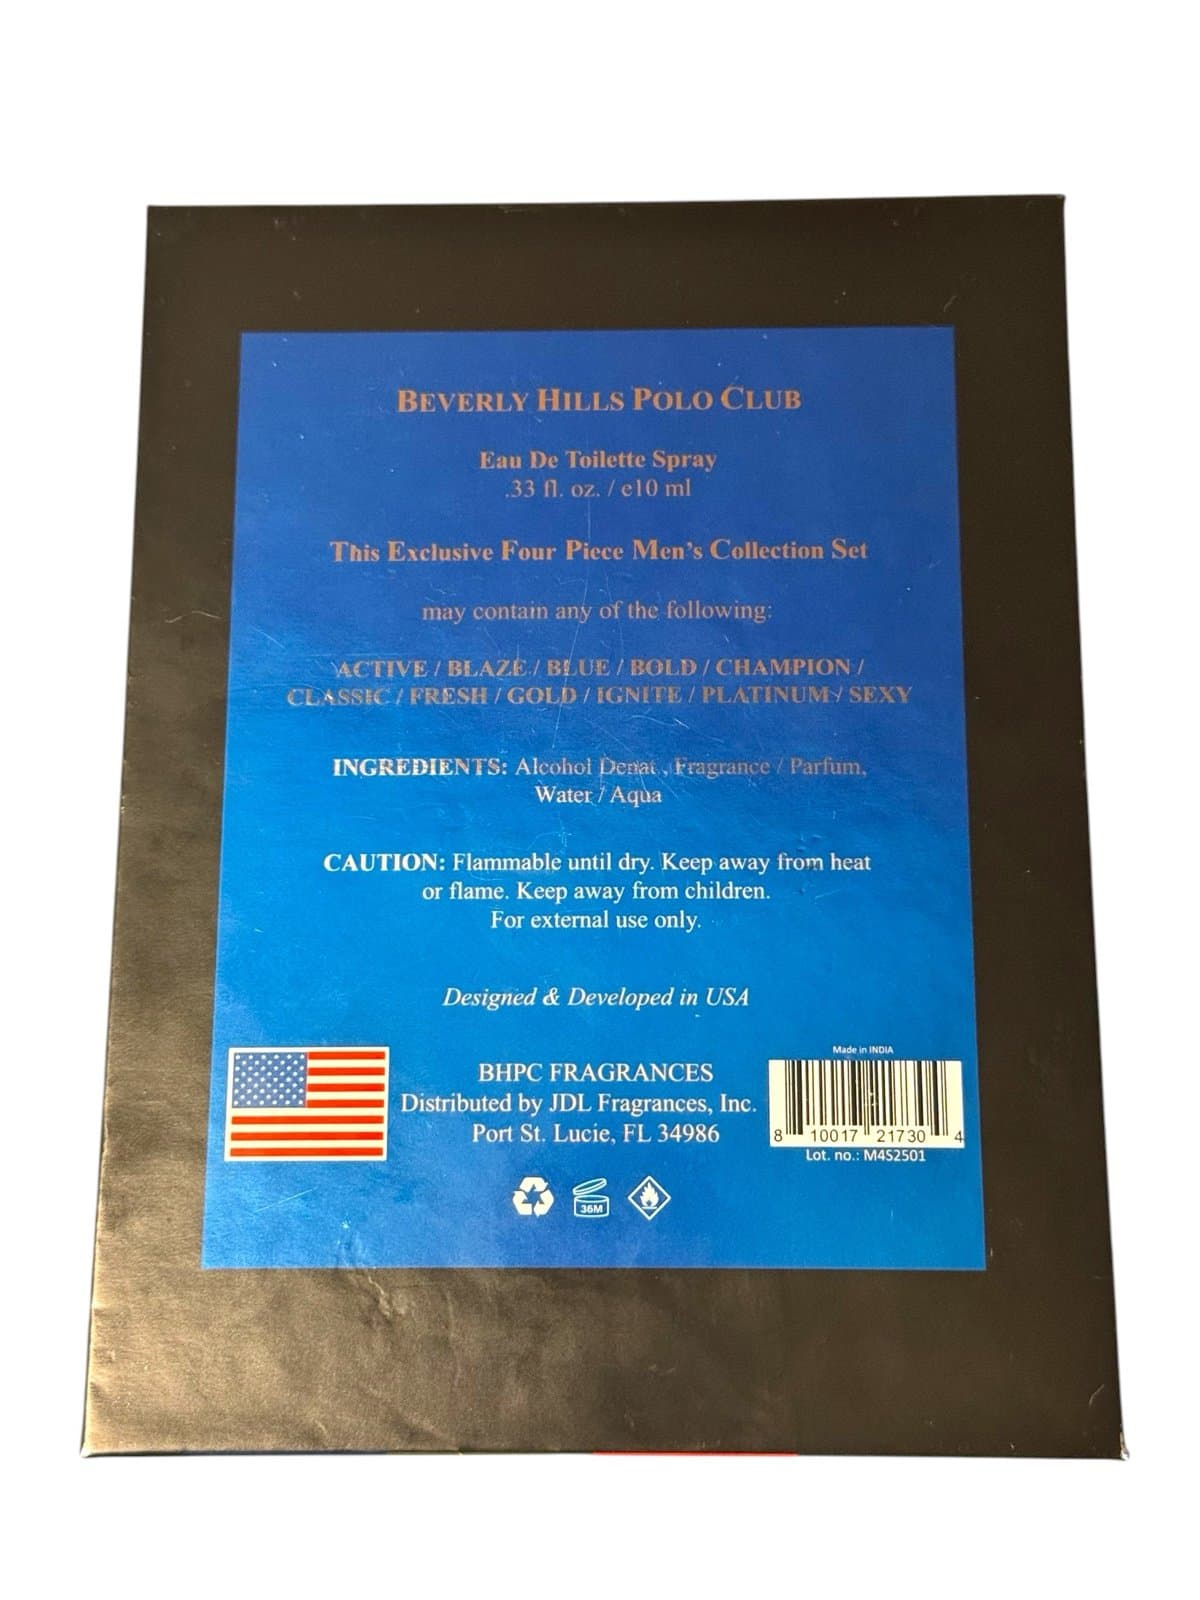 BEVERLY HILLS POLO CLUB
Eau De Toilette Spray
.33 fl. oz. / e10 ml
This Exclusive Four Piece Men's Collection Set
may contain any of the following:
ACTIVE / BLAZE / BLUE / BOLD / CHAMPION /
CLASSIC / FRESH / GOLD / IGNITE / PLATINUM / SEXY
INGREDIENTS: Alcohol Denat., Fragrance / Parfum,
Water / Aqua
CAUTION: Flammable until dry. Keep away from heat
or flame. Keep away from children.
For external use only.
Designed & Developed in USA
BHPC FRAGRANCES
Distributed by JDL Fragrances, Inc.
Port St. Lucie, FL 34986
Made in INDIA
8 10017 21730 4
Lot. no.: M4S2501
36M